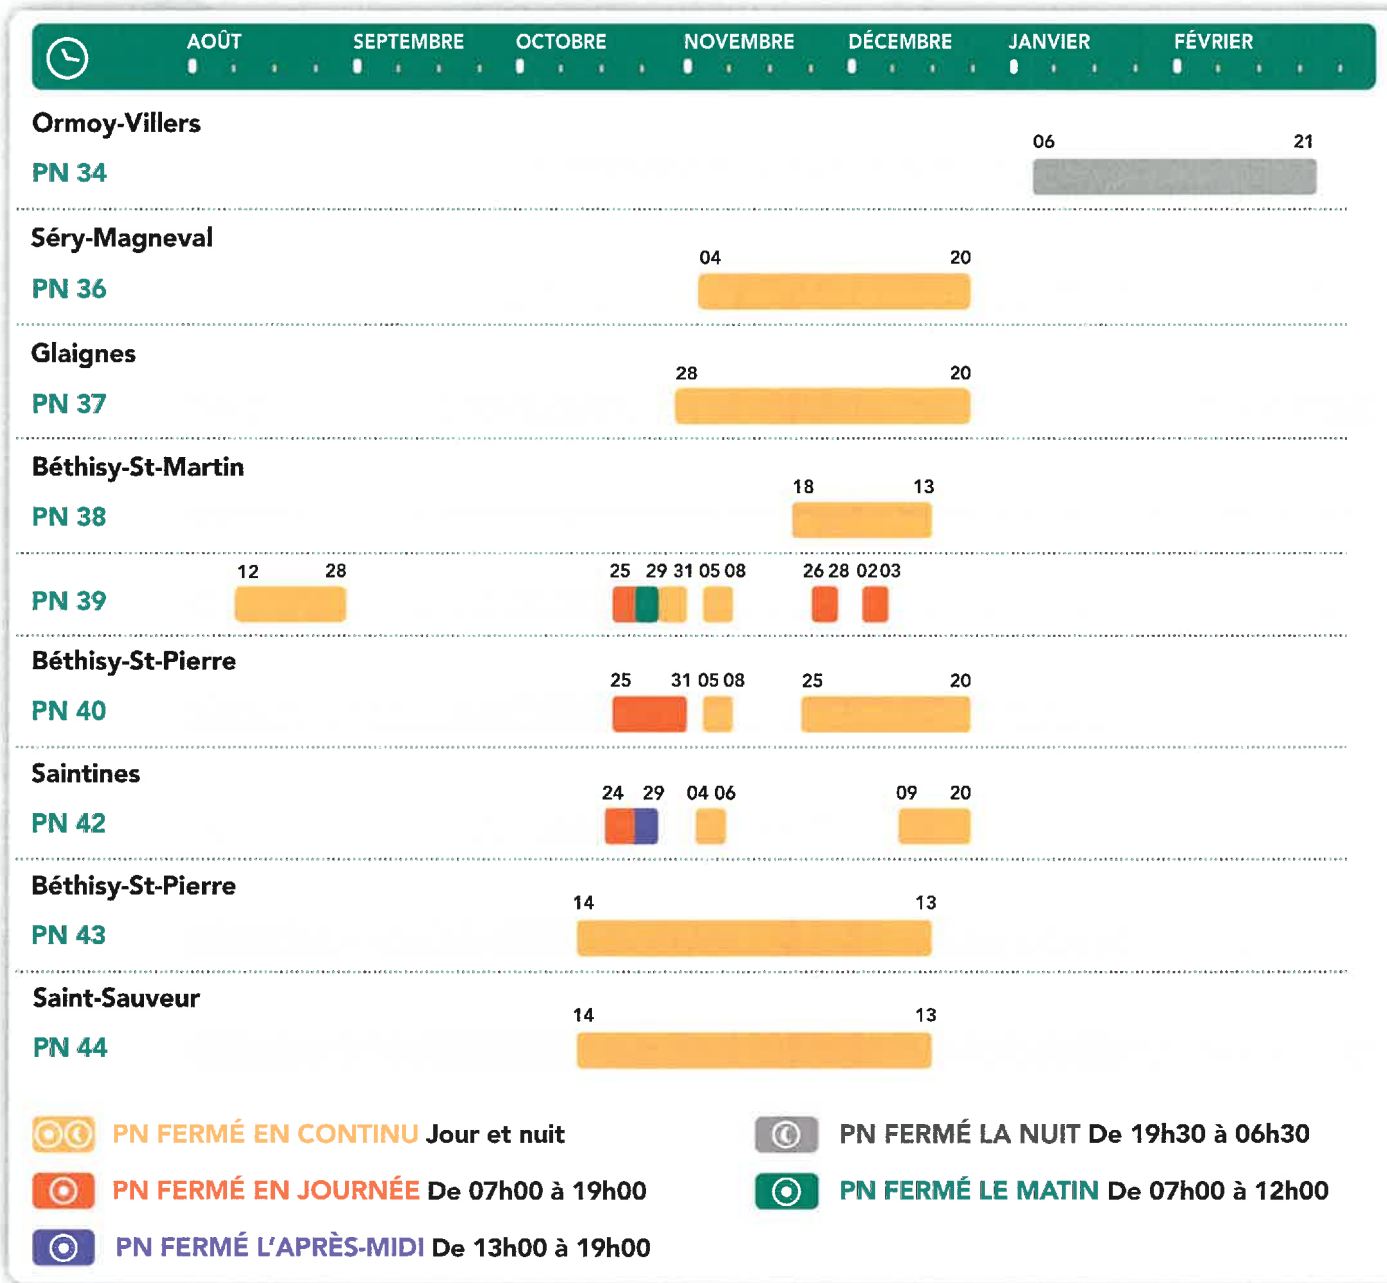 AOÛT SEPTEMBRE OCTOBRE NOVEMBRE DÉCEMBRE JANVIER FÉVRIER
Ormoy-Villers
06 21
PN 34
Séry-Magneval
04 20
PN 36
Glaignes
28 20
PN 37
Béthisy-St-Martin
18 13
PN 38
12 28 25 29 31 05 08 26 28 02 03
PN 39
Béthisy-St-Pierre
25 31 05 08 25 20
PN 40
Saintines
24 29 04 06 09 20
PN 42
Béthisy-St-Pierre
14 13
PN 43
Saint-Sauveur
14 13
PN 44
PN FERMÉ EN CONTINU Jour et nuit
PN FERMÉ LA NUIT De 19h30 à 06h30
PN FERMÉ EN JOURNÉE De 07h00 à 19h00
PN FERMÉ LE MATIN De 07h00 à 12h00
PN FERMÉ L'APRÈS-MIDI De 13h00 à 19h00